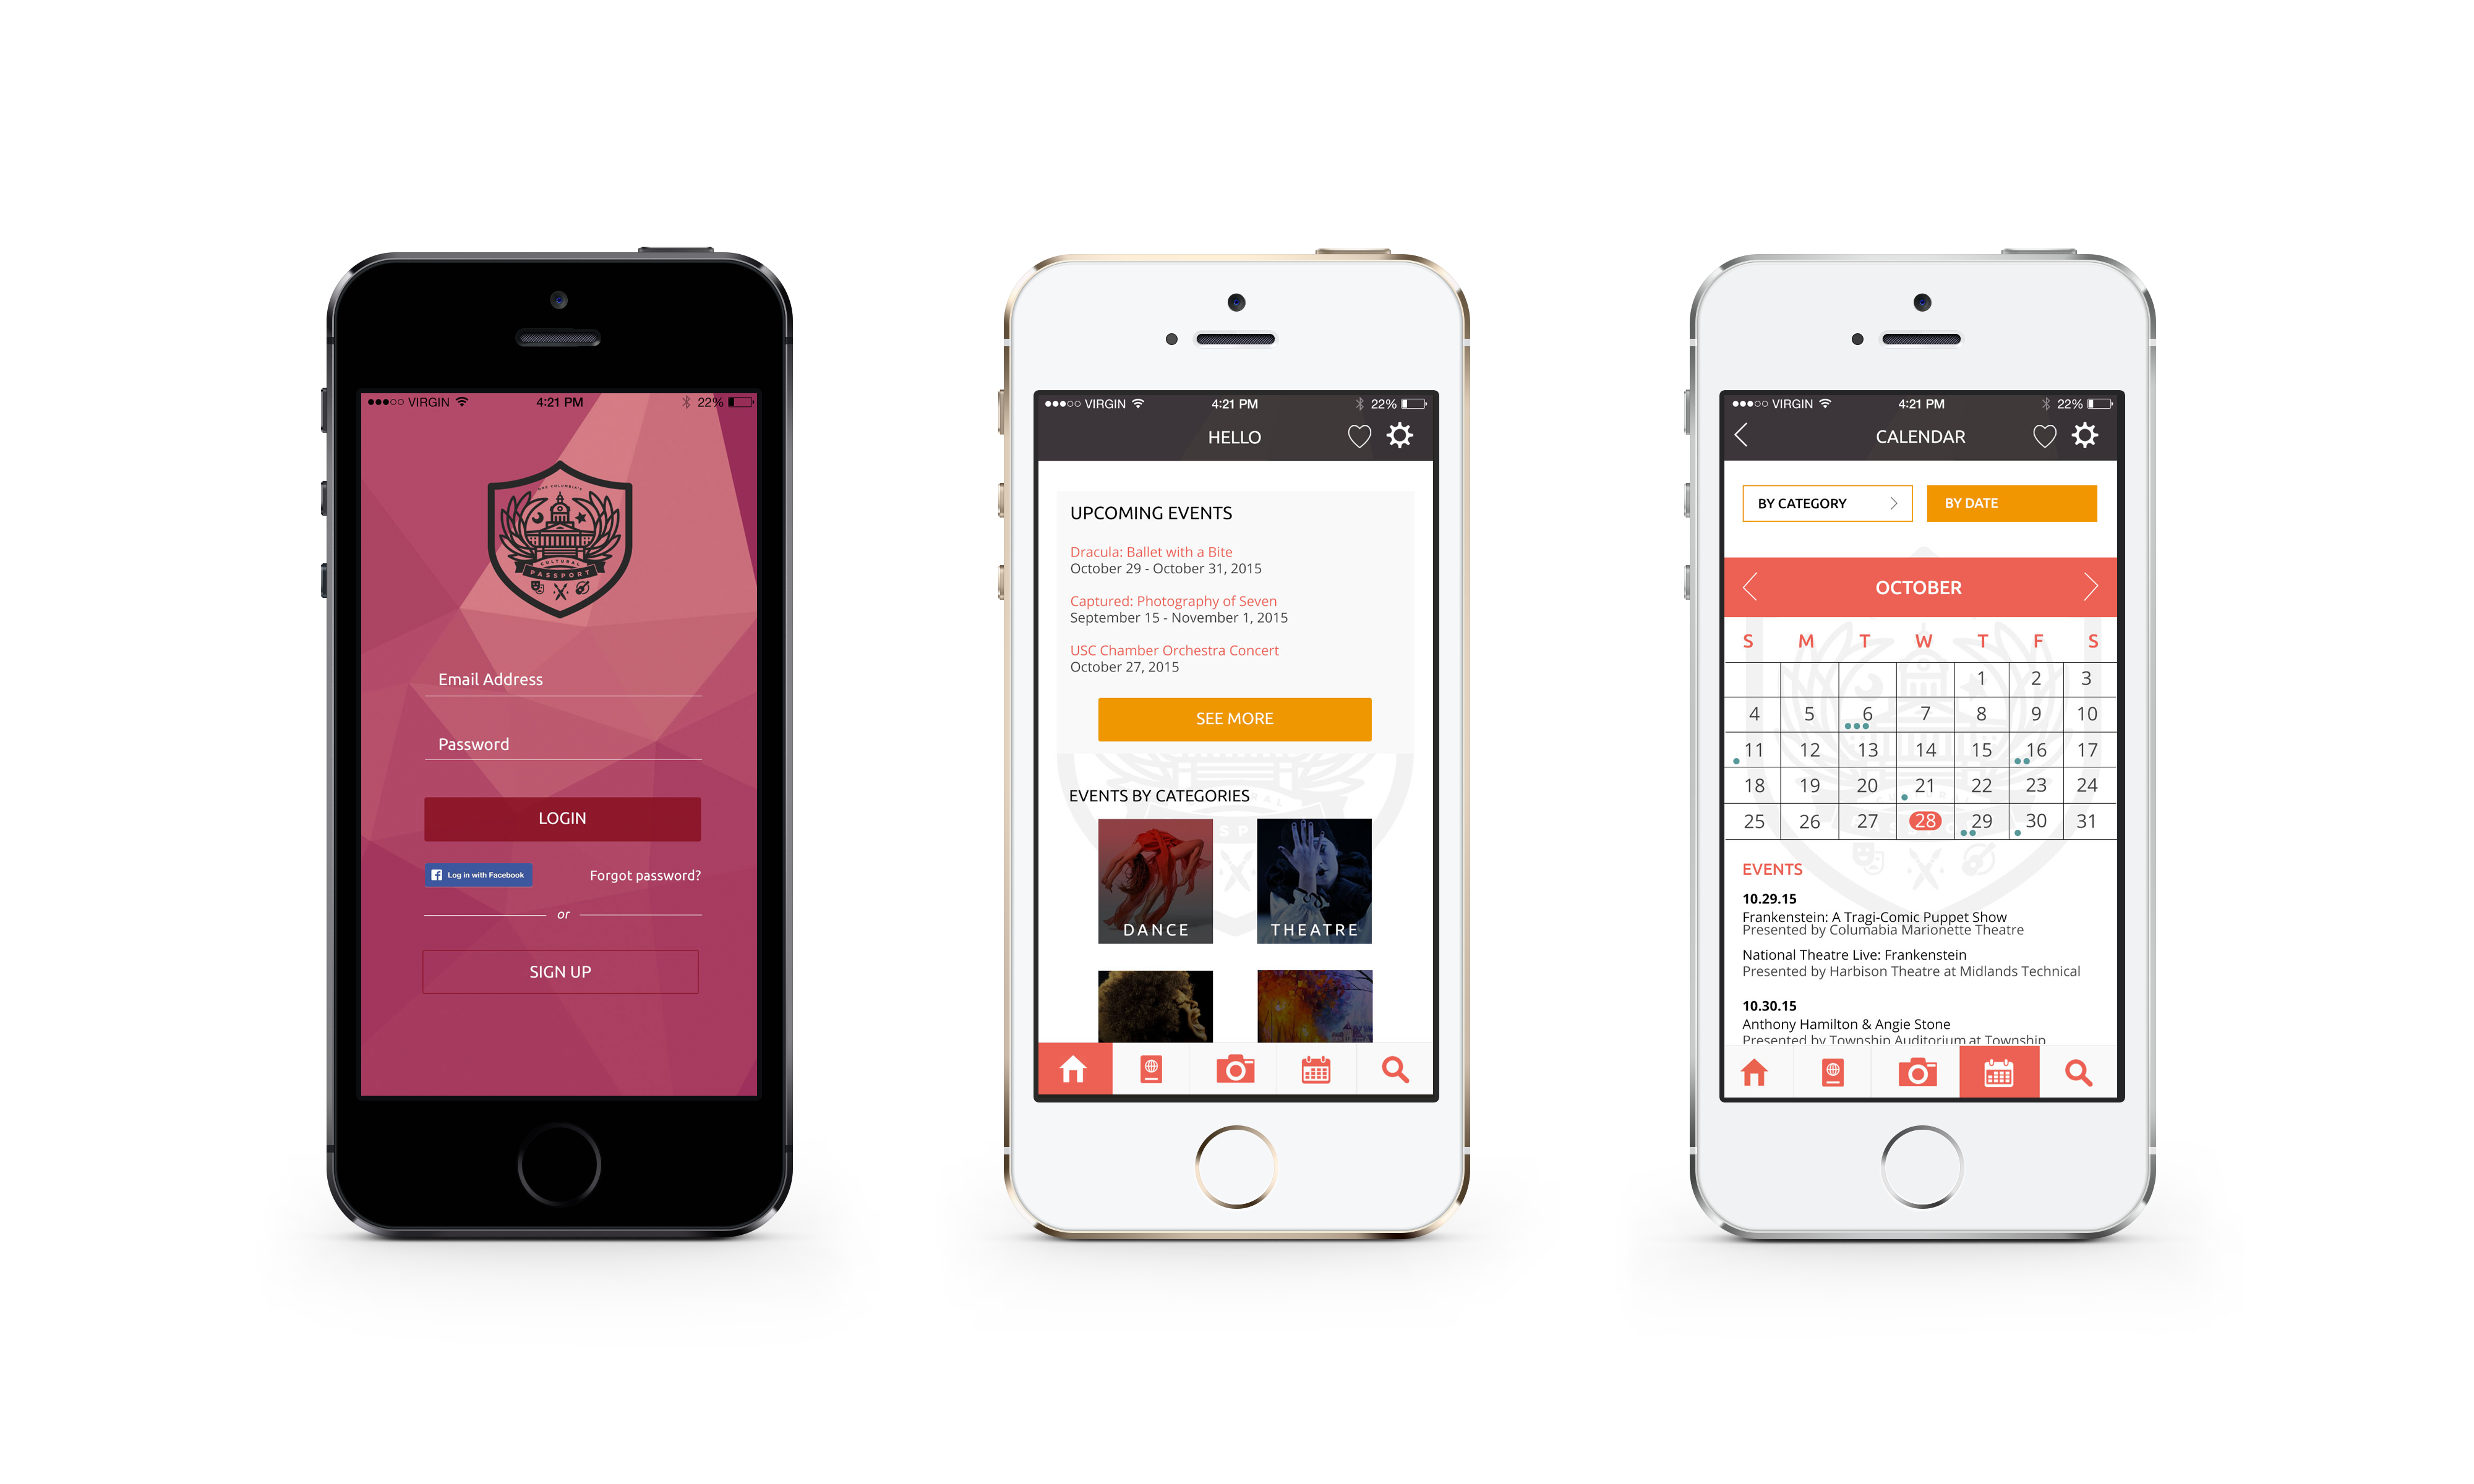 VIRGIN 4:21 PM 22%
ONE COLUMBIA'S
CULTURAL
PASSPORT
Email Address
Password
LOGIN
Log in with Facebook Forgot password?
or
SIGN UP
VIRGIN 4:21 PM 22%
HELLO
UPCOMING EVENTS
Dracula: Ballet with a Bite
October 29 - October 31, 2015
Captured: Photography of Seven
September 15 - November 1, 2015
USC Chamber Orchestra Concert
October 27, 2015
SEE MORE
EVENTS BY CATEGORIES
DANCE THEATRE
VIRGIN 4:21 PM 22%
CALENDAR
BY CATEGORY BY DATE
OCTOBER
S M T W T F S
1 2 3
4 5 6 7 8 9 10
11 12 13 14 15 16 17
18 19 20 21 22 23 24
25 26 27 28 29 30 31
EVENTS
10.29.15
Frankenstein: A Tragi-Comic Puppet Show
Presented by Columabia Marionette Theatre
National Theatre Live: Frankenstein
Presented by Harbison Theatre at Midlands Technical
10.30.15
Anthony Hamilton & Angie Stone
Presented by Township Auditorium at Township